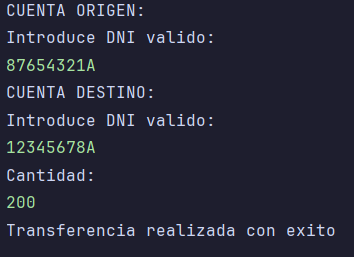 CUENTA ORIGEN:
Introduce DNI valido:
87654321A
CUENTA DESTINO:
Introduce DNI valido:
12345678A
Cantidad:
200
Transferencia realizada con exito